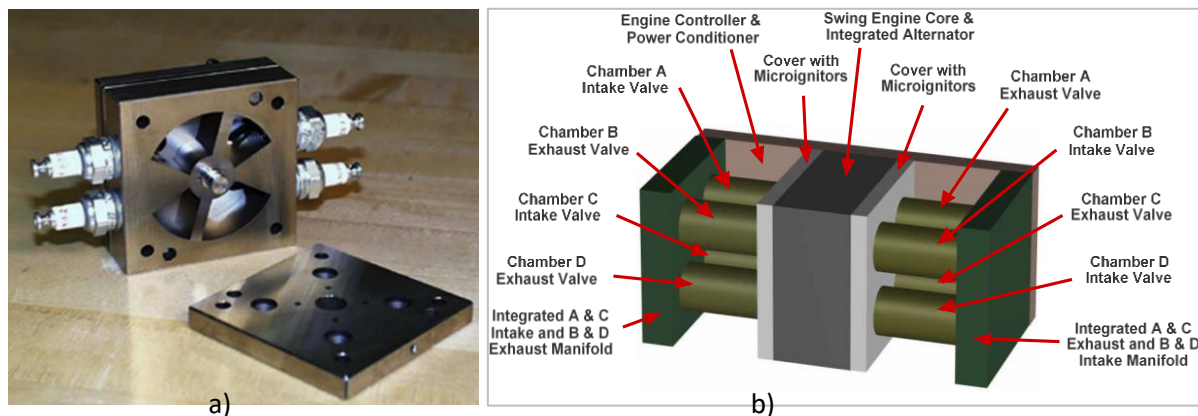 Engine Controller &
Power Conditioner
Swing Engine Core &
Integrated Alternator
Cover with
Microignitors
Cover with
Microignitors
Chamber A
Intake Valve
Chamber A
Exhaust Valve
Chamber B
Exhaust Valve
Chamber B
Intake Valve
Chamber C
Intake Valve
Chamber C
Exhaust Valve
Chamber D
Exhaust Valve
Chamber D
Intake Valve
Integrated A & C
Intake and B & D
Exhaust Manifold
Integrated A & C
Exhaust and B & D
Intake Manifold
a)
b)